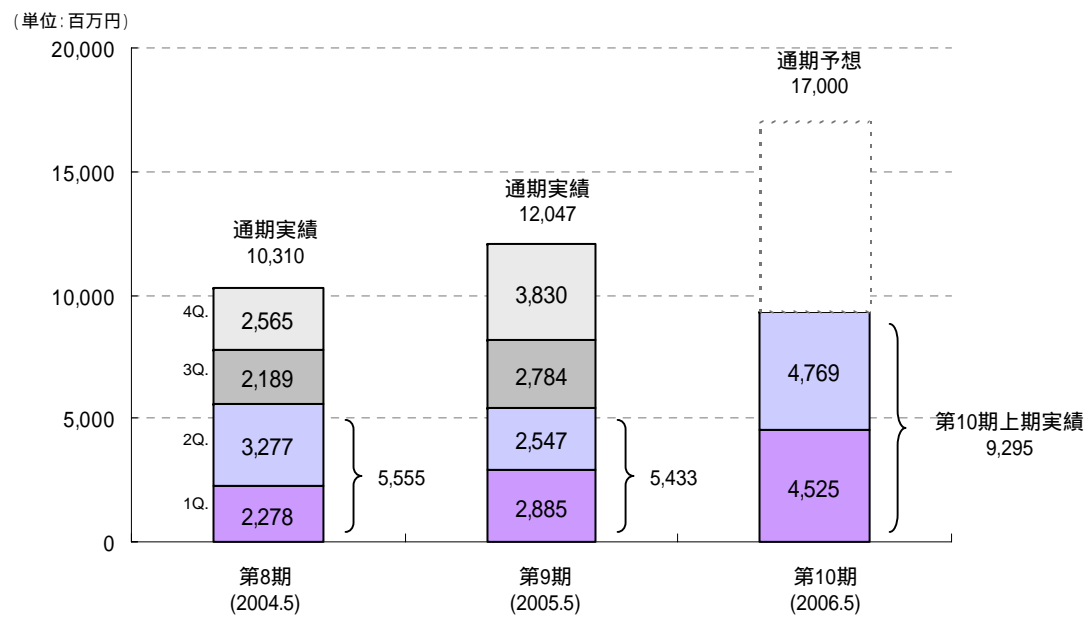 (単位:百万円)
20,000
15,000
10,000
5,000
0
通期実績
10,310
4Q.
2,565
3Q.
2,189
2Q.
3,277
1Q.
2,278
5,555
通期実績
12,047
3,830
2,784
2,547
2,885
5,433
通期予想
17,000
4,769
4,525
第10期上期実績
9,295
第8期
(2004.5)
第9期
(2005.5)
第10期
(2006.5)